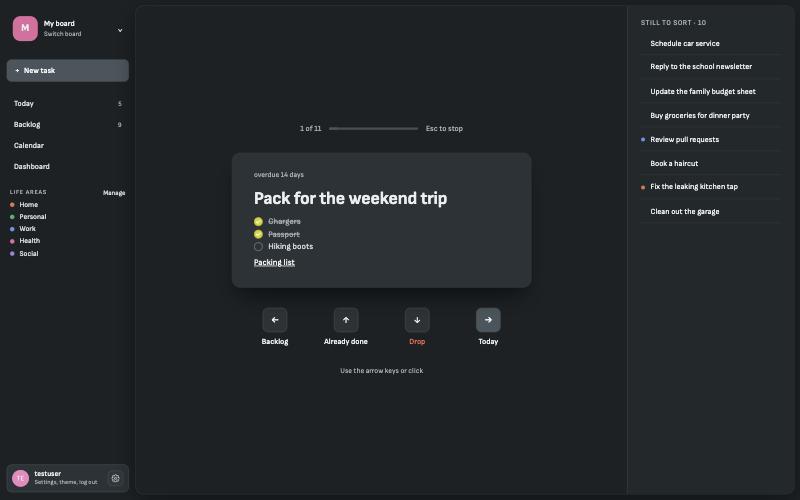 M
My board
Switch board
+ New task
Today 5
Backlog 9
Calendar
Dashboard
LIFE AREAS Manage
Home
Personal
Work
Health
Social
TE
testuser
Settings, theme, log out
1 of 11 Esc to stop
overdue 14 days
Pack for the weekend trip
Chargers
Passport
Hiking boots
Packing list
← ↑ ↓ →
Backlog Already done Drop Today
Use the arrow keys or click
STILL TO SORT · 10
Schedule car service
Reply to the school newsletter
Update the family budget sheet
Buy groceries for dinner party
Review pull requests
Book a haircut
Fix the leaking kitchen tap
Clean out the garage